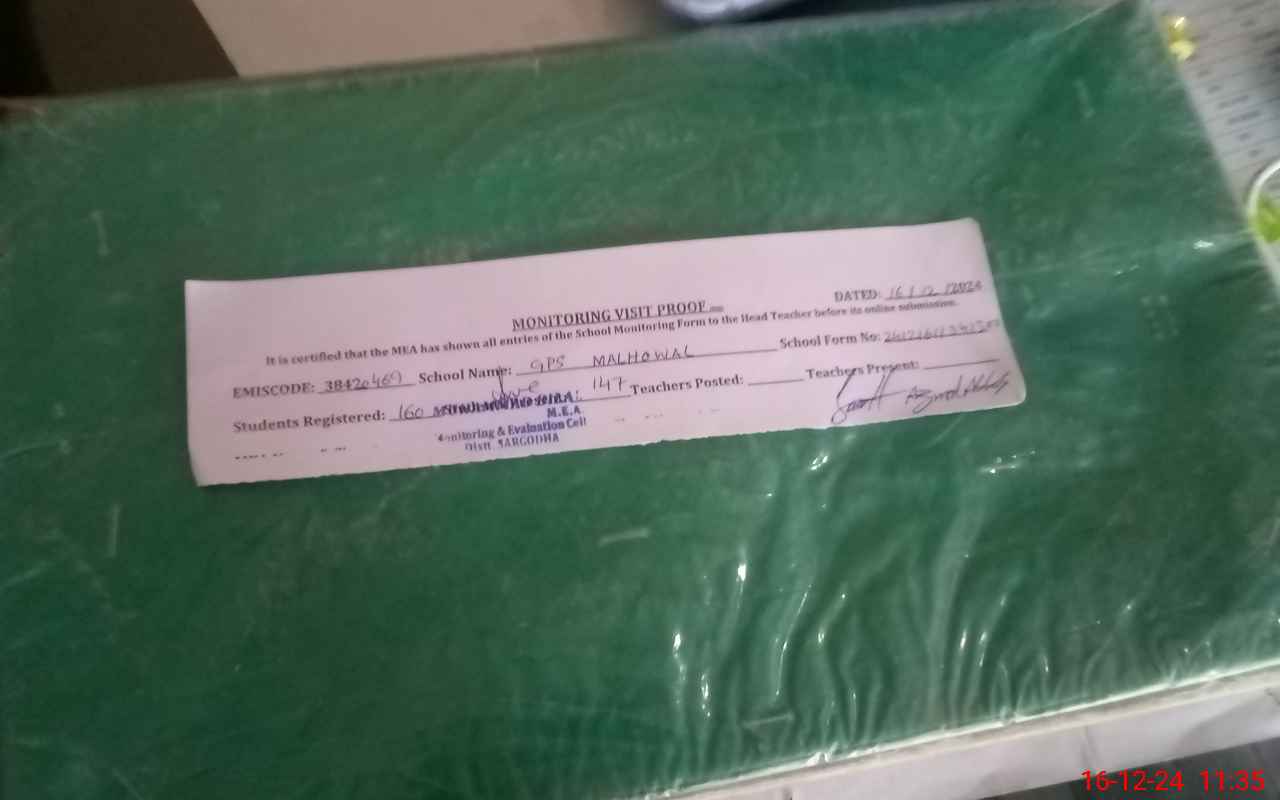 MONITORING VISIT PROOF
DATED: 16/12/2024
It is certified that the MEA has shown all entries of the School Monitoring Form to the Head Teacher before its online submission.
EMISCODE: 38420469 School Name: GPS MALHOWAL School Form No:
Students Registered: 160 147 Teachers Posted: Teachers Present:
M.E.A
Monitoring & Evaluation Cell
Distt. SARGODHA
16-12-24 11:35